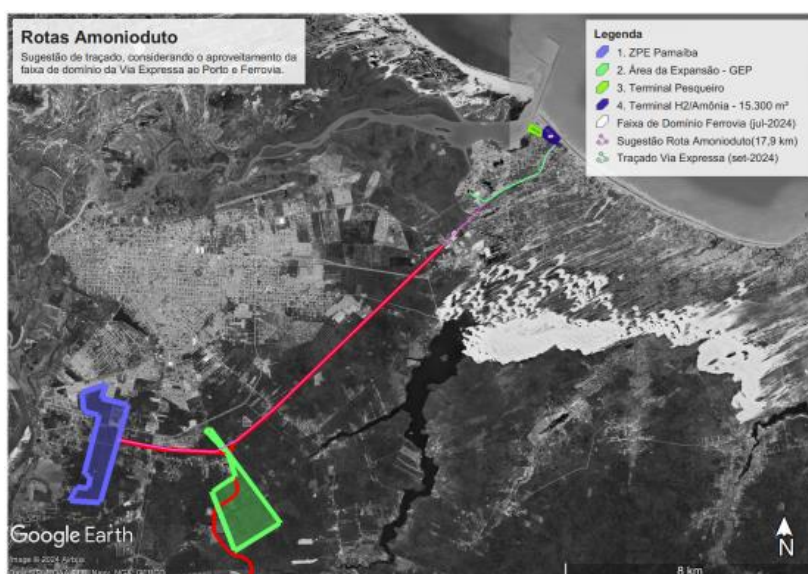 Rotas Amonioduto
Sugestão de traçado, considerando o aproveitamento da
faixa de domínio da Via Expressa ao Porto e Ferrovia.
Legenda
1. ZPE Parnaíba
2. Área da Expansão - GEP
3. Terminal Pesqueiro
4. Terminal H2/Amônia - 15.300 m²
Faixa de Domínio Ferrovia (jul-2024)
Sugestão Rota Amonioduto(17,9 km)
Traçado Via Expressa (set-2024)
Google Earth
Image © 2024 Airbus
N
8 km